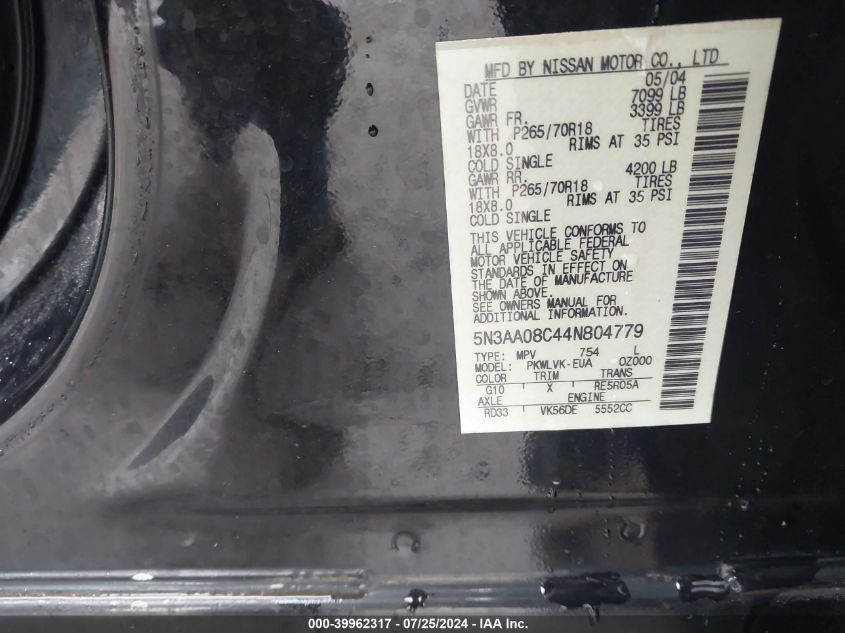 MFD BY NISSAN MOTOR CO., LTD
DATE 05/04
GVWR 7099 LB
GAWR FR. 3399 LB
WITH P265/70R18 TIRES
18X8.0 RIMS AT 35 PSI
COLD SINGLE
GAWR RR. 4200 LB
WITH P265/70R18 TIRES
18X8.0 RIMS AT 35 PSI
COLD SINGLE
THIS VEHICLE CONFORMS TO
ALL APPLICABLE FEDERAL
MOTOR VEHICLE SAFETY
STANDARDS IN EFFECT ON
THE DATE OF MANUFACTURE
SHOWN ABOVE.
SEE OWNERS MANUAL FOR
ADDITIONAL INFORMATION.
5N3AA08C44N804779
TYPE: MPV 754 L
MODEL: PKWLVK-EUA OZ000
COLOR TRIM TRANS
G10 X RE5R05A
AXLE ENGINE
RD33 VK56DE 5552CC
000-39962317 - 07/25/2024 - IAA Inc.